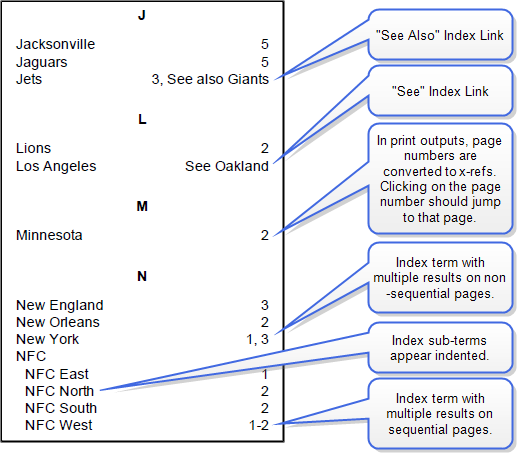 J
Jacksonville 5
Jaguars 5
Jets 3, See also Giants
L
Lions 2
Los Angeles See Oakland
M
Minnesota 2
N
New England 3
New Orleans 2
New York 1, 3
NFC
NFC East 1
NFC North 2
NFC South 2
NFC West 1-2
"See Also" Index Link
"See" Index Link
In print outputs, page
numbers are
converted to x-refs.
Clicking on the page
number should jump
to that page.
Index term with
multiple results on non
-sequential pages.
Index sub-terms
appear indented.
Index term with
multiple results on
sequential pages.